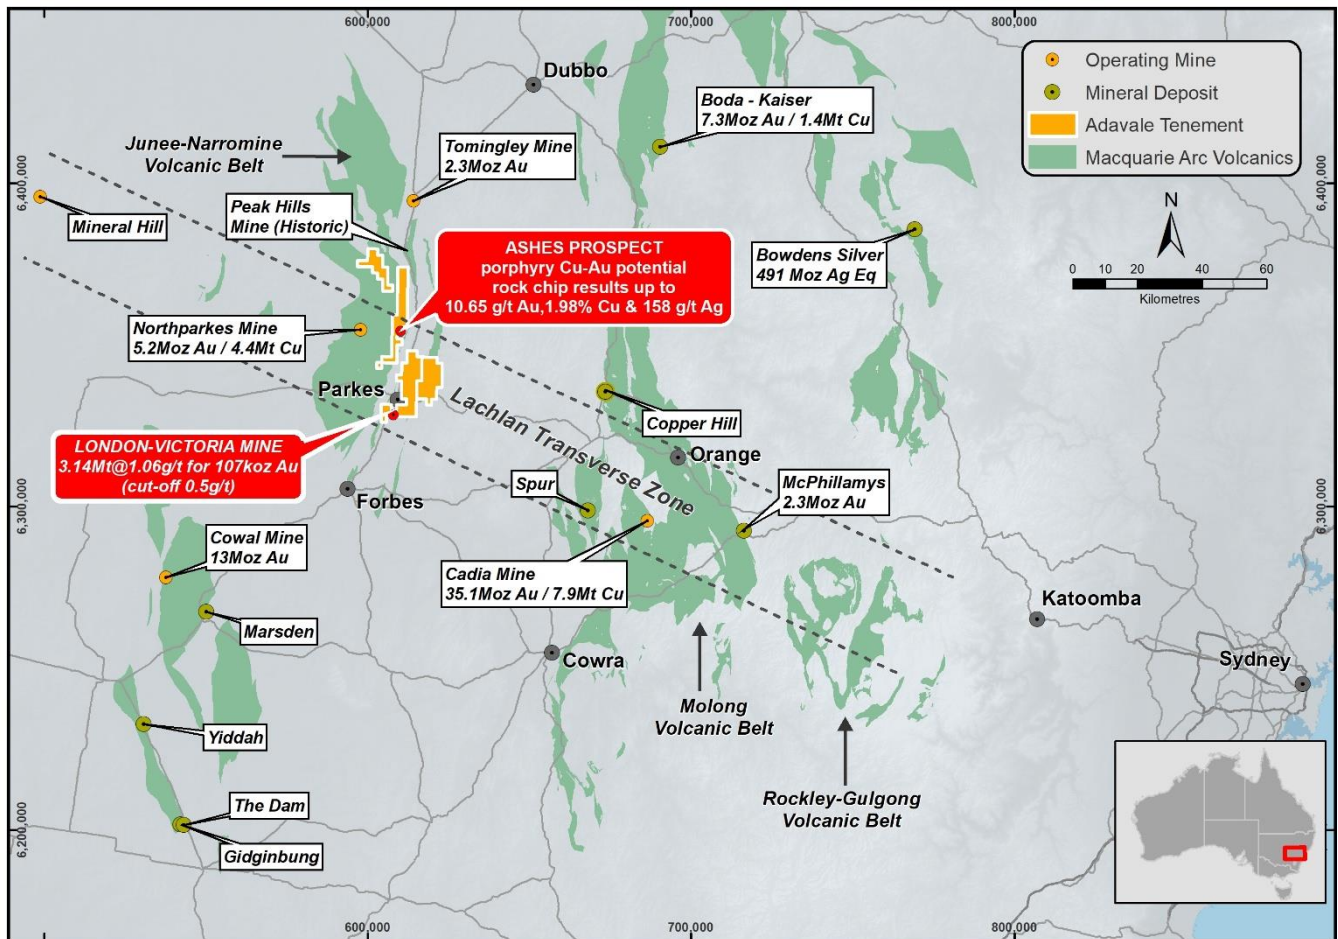 600,000
700,000
800,000
6,400,000
6,300,000
6,200,000
6,400,000
6,300,000
6,200,000
600,000
700,000
800,000
Operating Mine
Mineral Deposit
Adavale Tenement
Macquarie Arc Volcanics
N
0 10 20 30 40 60
Kilometres
Dubbo
Boda - Kaiser
7.3Moz Au / 1.4Mt Cu
Junee-Narromine
Volcanic Belt
Tomingley Mine
2.3Moz Au
Mineral Hill
Peak Hills
Mine (Historic)
ASHES PROSPECT
porphyry Cu-Au potential
rock chip results up to
10.65 g/t Au,1.98% Cu & 158 g/t Ag
Bowdens Silver
491 Moz Ag Eq
Northparkes Mine
5.2Moz Au / 4.4Mt Cu
Parkes
Lachlan Transverse Zone
Copper Hill
LONDON-VICTORIA MINE
3.14Mt@1.06g/t for 107koz Au
(cut-off 0.5g/t)
Orange
Forbes
Spur
McPhillamys
2.3Moz Au
Cowal Mine
13Moz Au
Cadia Mine
35.1Moz Au / 7.9Mt Cu
Marsden
Katoomba
Cowra
Sydney
Molong
Volcanic Belt
Yiddah
Rockley-Gulgong
Volcanic Belt
The Dam
Gidginbung